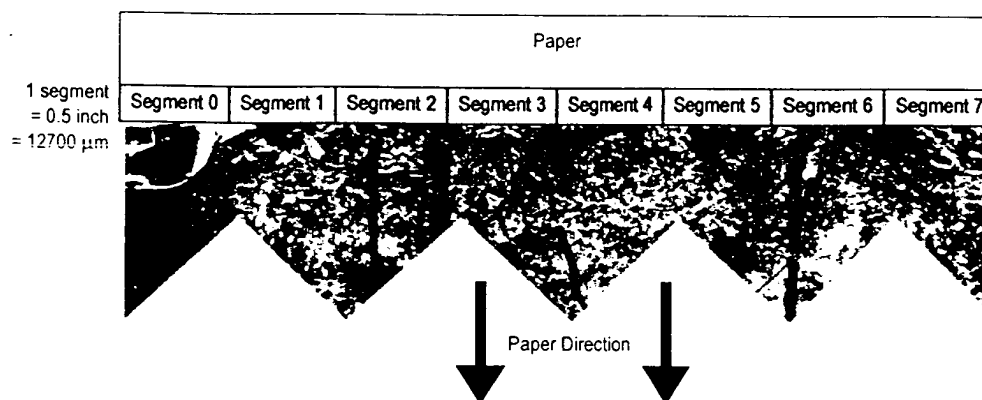 Paper
1 segment
= 0.5 inch
= 12700 µm
Segment 0 Segment 1 Segment 2 Segment 3 Segment 4 Segment 5 Segment 6 Segment 7
Paper Direction